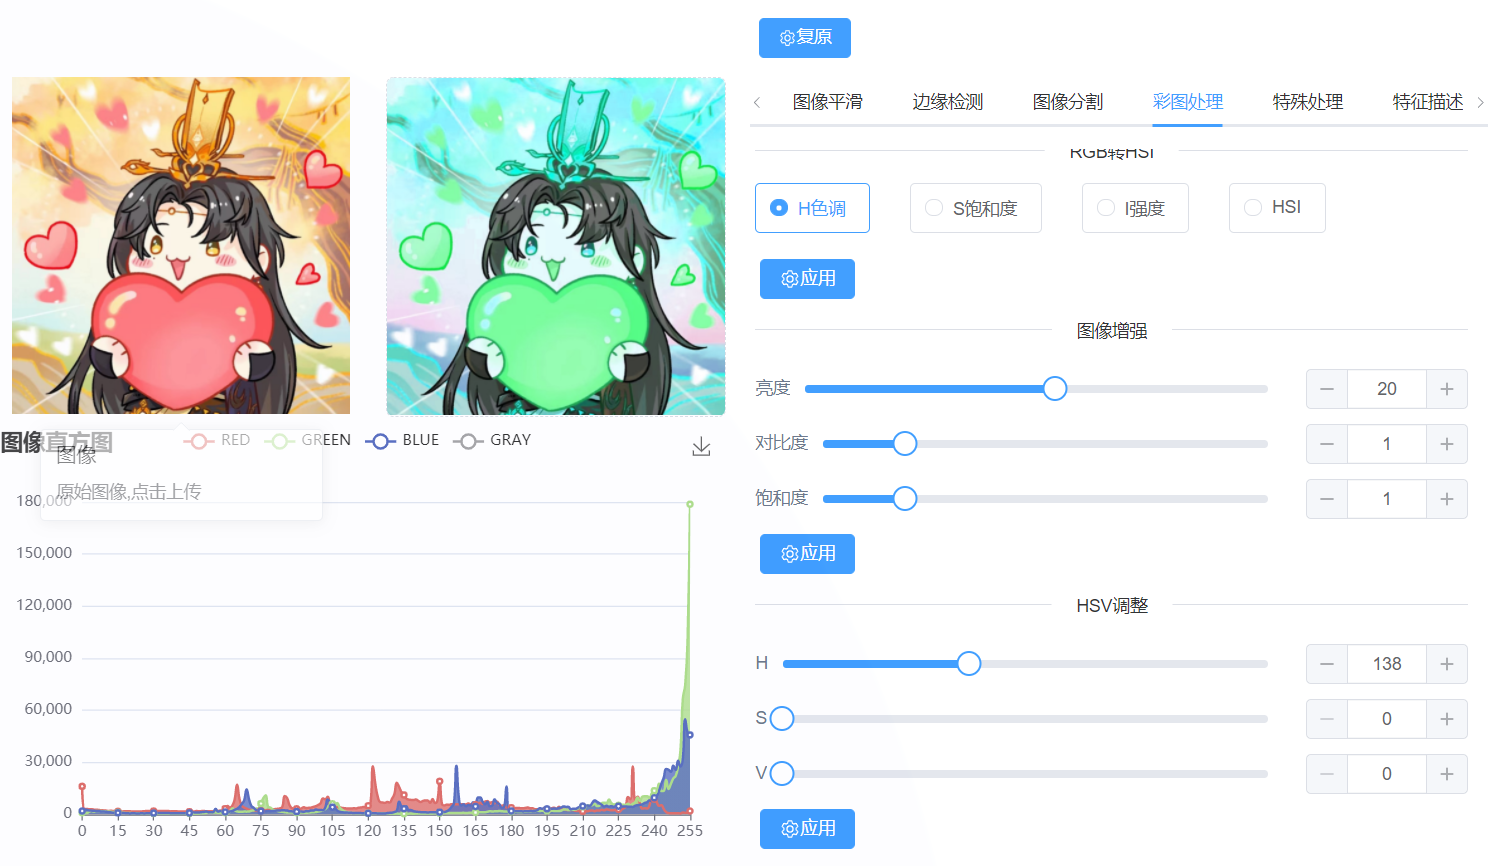 复原
图像平滑 边缘检测 图像分割 彩图处理 特殊处理 特征描述
RGB转HSI
H色调 S饱和度 I强度 HSI
应用
图像增强
亮度 20
对比度 1
饱和度 1
应用
HSV调整
H 138
S 0
V 0
应用
图像直方图
RED GREEN BLUE GRAY
图像
原始图像,点击上传
180,000
150,000
120,000
90,000
60,000
30,000
0
0 15 30 45 60 75 90 105 120 135 150 165 180 195 210 225 240 255